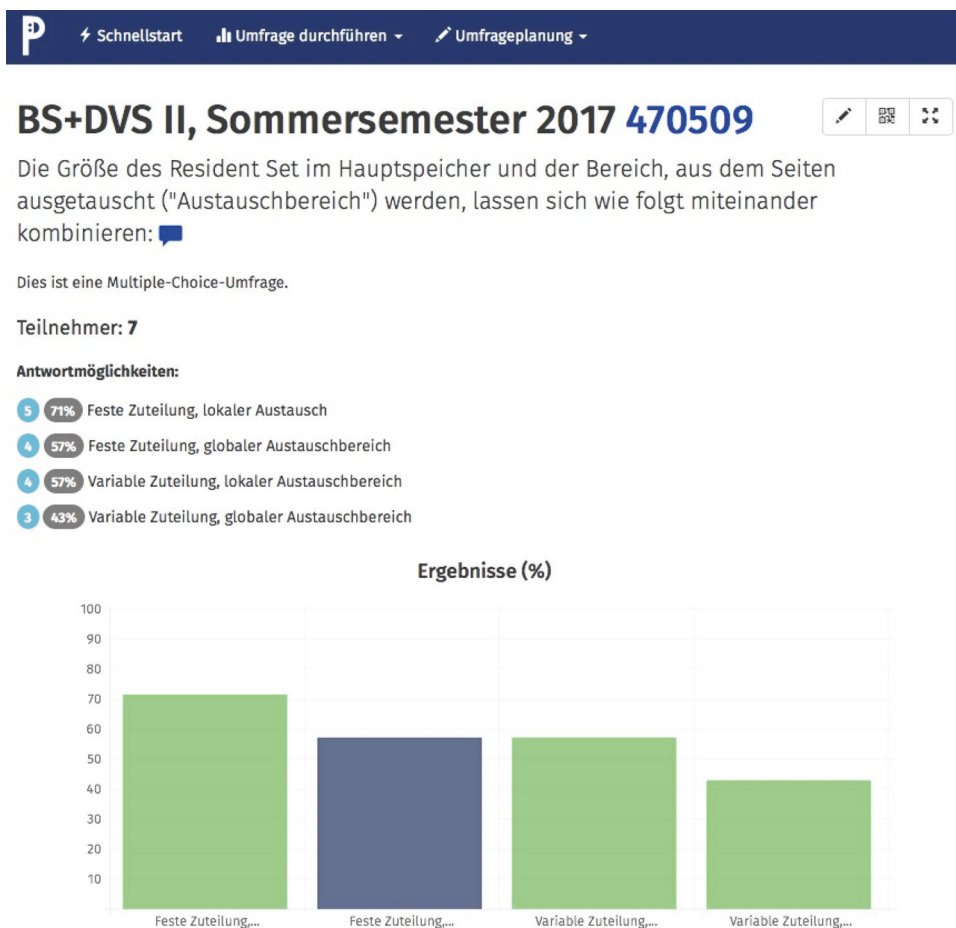 Schnellstart Umfrage durchführen Umfrageplanung
BS+DVS II, Sommersemester 2017 470509
Die Größe des Resident Set im Hauptspeicher und der Bereich, aus dem Seiten
ausgetauscht ("Austauschbereich") werden, lassen sich wie folgt miteinander
kombinieren:
Dies ist eine Multiple-Choice-Umfrage.
Teilnehmer: 7
Antwortmöglichkeiten:
5 71% Feste Zuteilung, lokaler Austausch
4 57% Feste Zuteilung, globaler Austauschbereich
4 57% Variable Zuteilung, lokaler Austauschbereich
3 43% Variable Zuteilung, globaler Austauschbereich
Ergebnisse (%)
100
90
80
70
60
50
40
30
20
10
Feste Zuteilung,... Feste Zuteilung,... Variable Zuteilung,... Variable Zuteilung,...